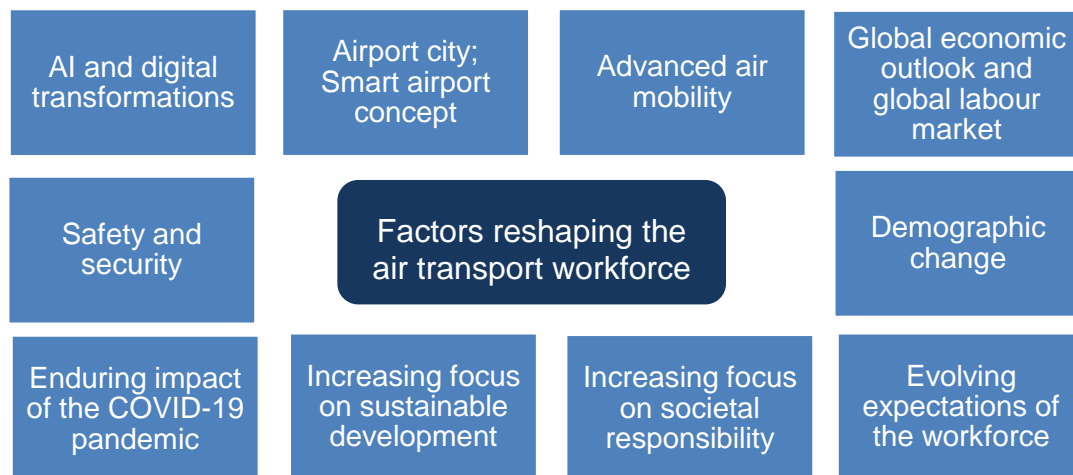 AI and digital
transformations
Airport city;
Smart airport
concept
Advanced air
mobility
Global economic
outlook and
global labour
market
Safety and
security
Factors reshaping the
air transport workforce
Demographic
change
Enduring impact
of the COVID-19
pandemic
Increasing focus
on sustainable
development
Increasing focus
on societal
responsibility
Evolving
expectations of
the workforce